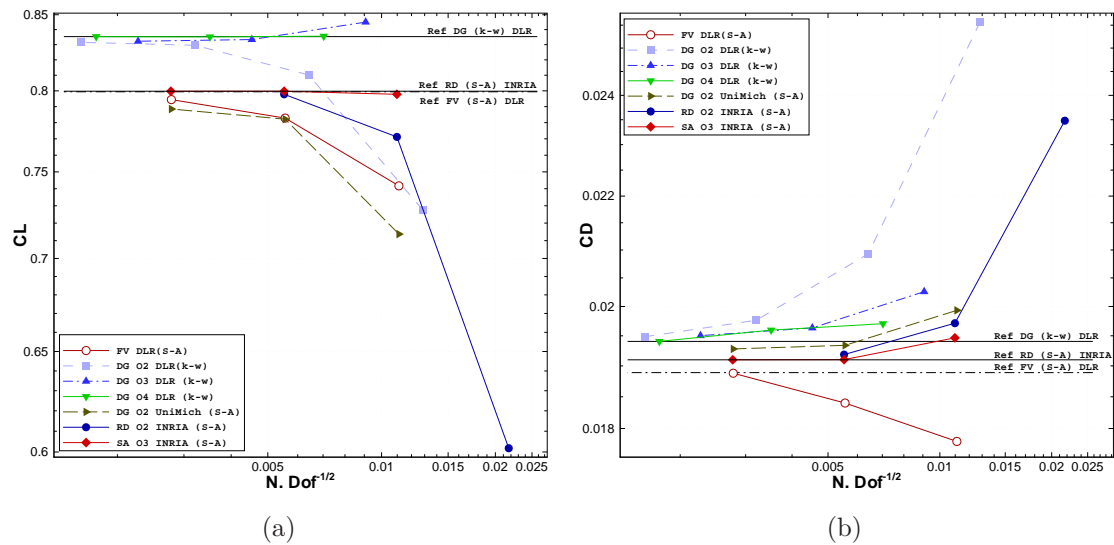 0.85
0.8
0.75
0.7
0.65
0.6
CL
Ref DG (k-w) DLR
Ref RD (S-A) INRIA
Ref FV (S-A) DLR
FV DLR(S-A)
DG O2 DLR(k-w)
DG O3 DLR (k-w)
DG O4 DLR (k-w)
DG O2 UniMich (S-A)
RD O2 INRIA (S-A)
SA O3 INRIA (S-A)
0.005 0.01 0.015 0.02 0.025
N. Dof-1/2
(a)
0.024
0.022
0.02
0.018
CD
FV DLR(S-A)
DG O2 DLR(k-w)
DG O3 DLR (k-w)
DG O4 DLR (k-w)
DG O2 UniMich (S-A)
RD O2 INRIA (S-A)
SA O3 INRIA (S-A)
Ref DG (k-w) DLR
Ref RD (S-A) INRIA
Ref FV (S-A) DLR
0.005 0.01 0.015 0.02 0.025
N. Dof-1/2
(b)